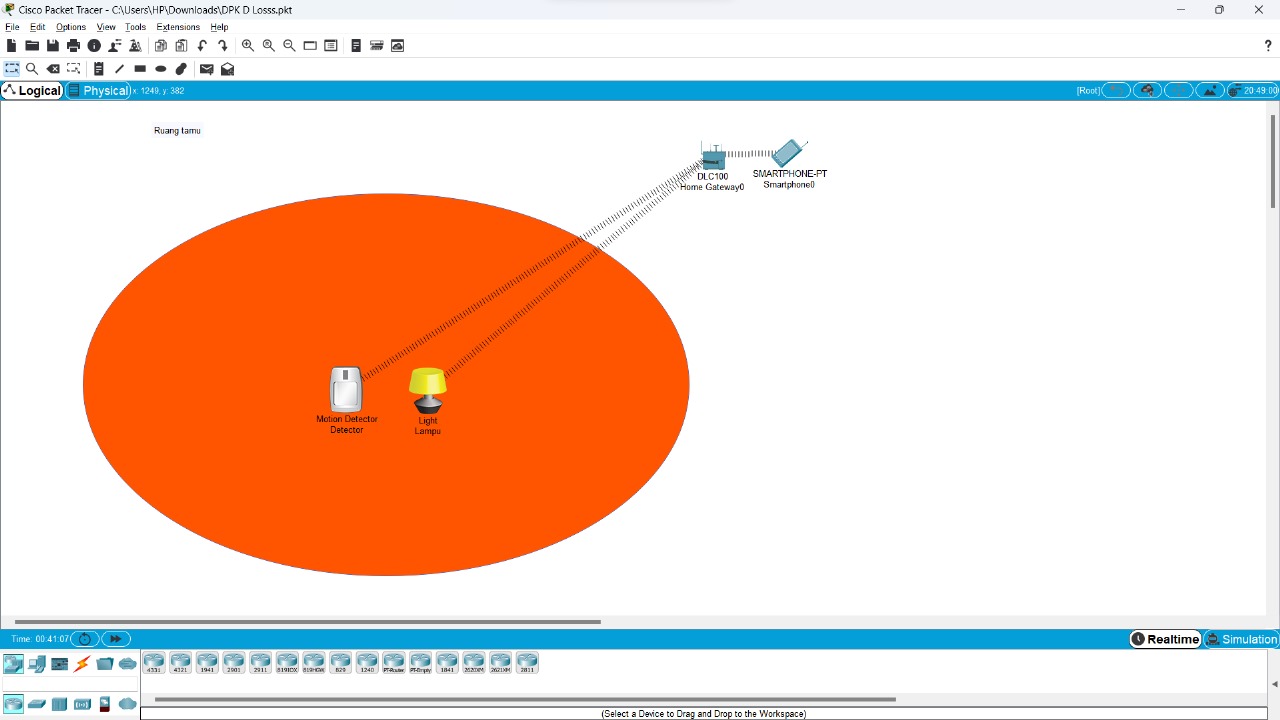 Cisco Packet Tracer - C:\Users\HP\Downloads\DPK D Losss.pkt
File Edit Options View Tools Extensions Help
?
Logical Physical x: 1249, y: 382 [Root] 20:49:00
Ruang tamu
DLC100
Home Gateway0
SMARTPHONE-PT
Smartphone0
Motion Detector
Detector
Light
Lampu
Time: 00:41:07 Realtime Simulation
4331 4321 1941 2901 2911 819IOX 819HGW 829 1240 PT-Router PT-Empty 1841 2620XM 2621XM 2811
(Select a Device to Drag and Drop to the Workspace)